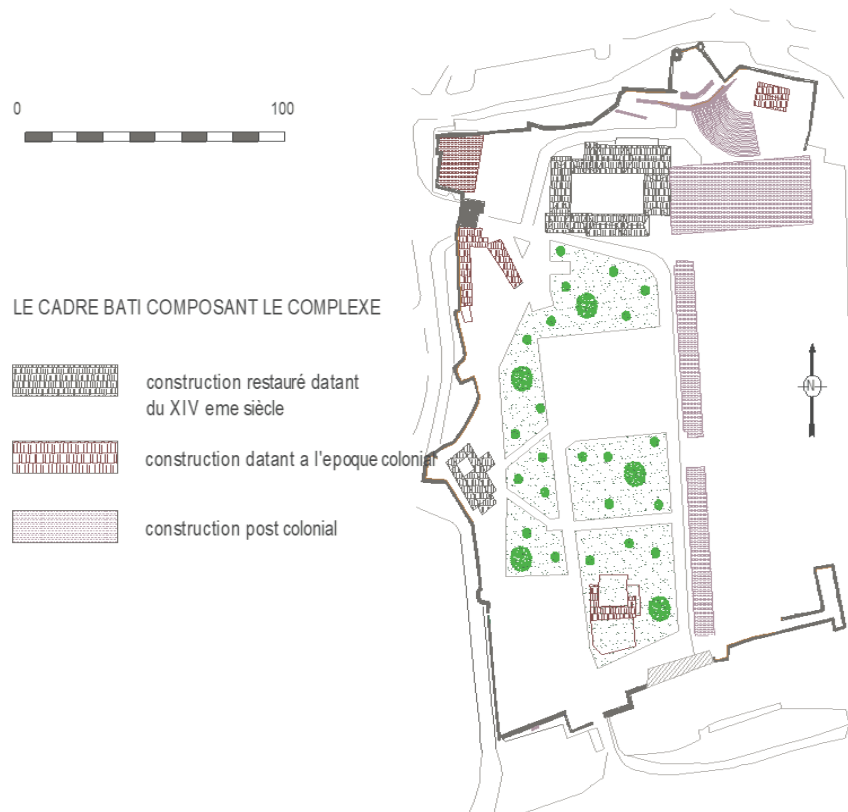 0 100
LE CADRE BATI COMPOSANT LE COMPLEXE
construction restauré datant
du XIV eme siècle
construction datant a l'epoque colonial
construction post colonial
N